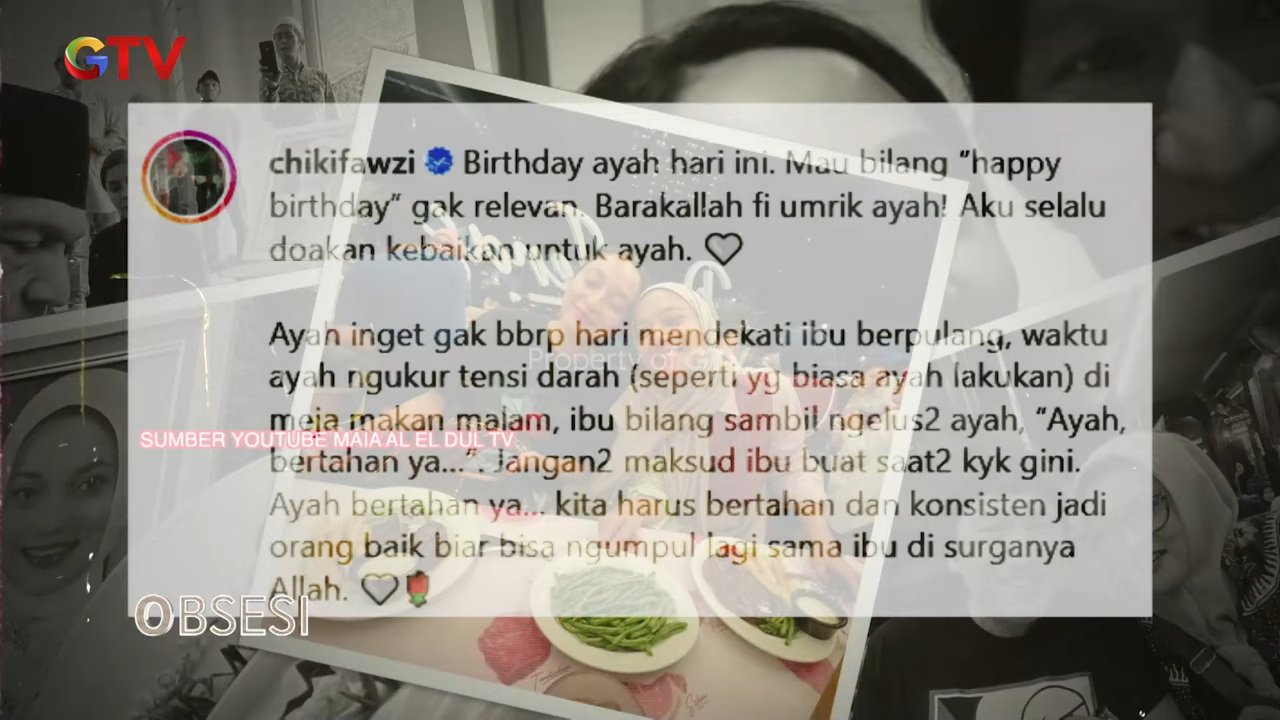 GTV
chikifawzi Birthday ayah hari ini. Mau bilang "happy
birthday" gak relevan. Barakallah fi umrik ayah! Aku selalu
doakan kebaikan untuk ayah. 🤍
Ayah inget gak bbrp hari mendekati ibu berpulang, waktu
ayah ngukur tensi darah (seperti yg biasa ayah lakukan) di
meja makan malam, ibu bilang sambil ngelus2 ayah, "Ayah,
bertahan ya...". Jangan2 maksud ibu buat saat2 kyk gini.
Ayah bertahan ya... kita harus bertahan dan konsisten jadi
orang baik biar bisa ngumpul lagi sama ibu di surganya
Allah. 🤍🌹
Property of
SUMBER YOUTUBE MAIA AL EL DUL TV
OBSESI